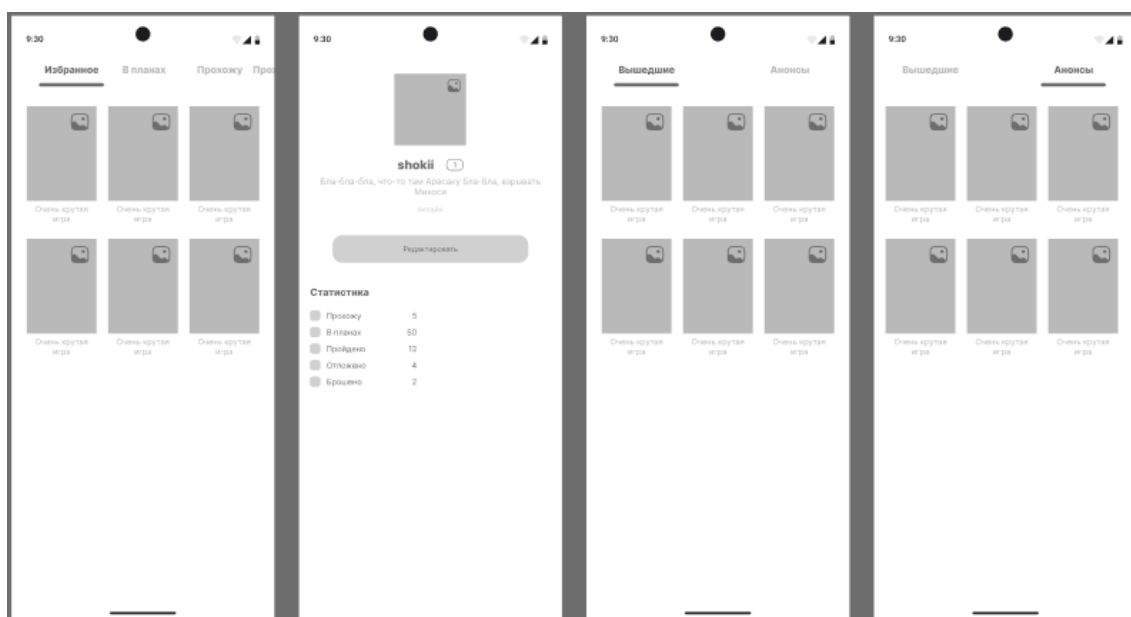 9:30
Избранное В планах Прохожу Про
Очень крутая игра
Очень крутая игра
Очень крутая игра
Очень крутая игра
Очень крутая игра
Очень крутая игра
9:30
shokii 1
Бла-бла-бла, что-то там Арасаку бла-бла, взрывать
Микоси
онлайн
Редактировать
Статистика
Прохожу 5
В планах 50
Пройдено 12
Отложено 4
Брошено 2
9:30
Вышедшие Анонсы
Очень крутая игра
Очень крутая игра
Очень крутая игра
Очень крутая игра
Очень крутая игра
Очень крутая игра
9:30
Вышедшие Анонсы
Очень крутая игра
Очень крутая игра
Очень крутая игра
Очень крутая игра
Очень крутая игра
Очень крутая игра